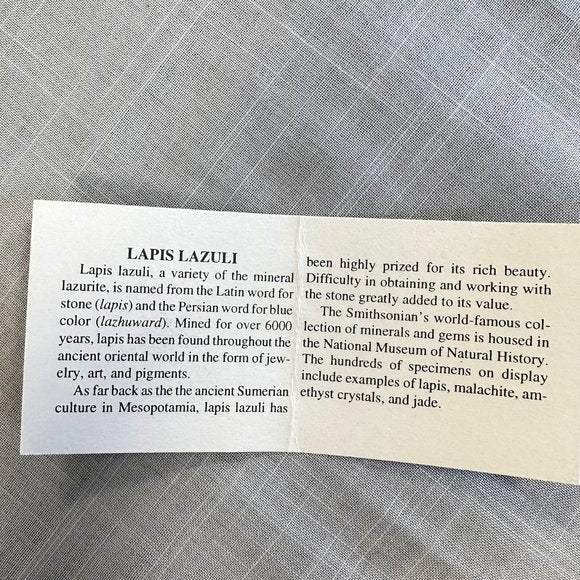 LAPIS LAZULI
Lapis lazuli, a variety of the mineral
lazurite, is named from the Latin word for
stone (lapis) and the Persian word for blue
color (lazhuward). Mined for over 6000
years, lapis has been found throughout the
ancient oriental world in the form of jew-
elry, art, and pigments.
As far back as the the ancient Sumerian
culture in Mesopotamia, lapis lazuli has
been highly prized for its rich beauty.
Difficulty in obtaining and working with
the stone greatly added to its value.
The Smithsonian's world-famous col-
lection of minerals and gems is housed in
the National Museum of Natural History.
The hundreds of specimens on display
include examples of lapis, malachite, am-
ethyst crystals, and jade.